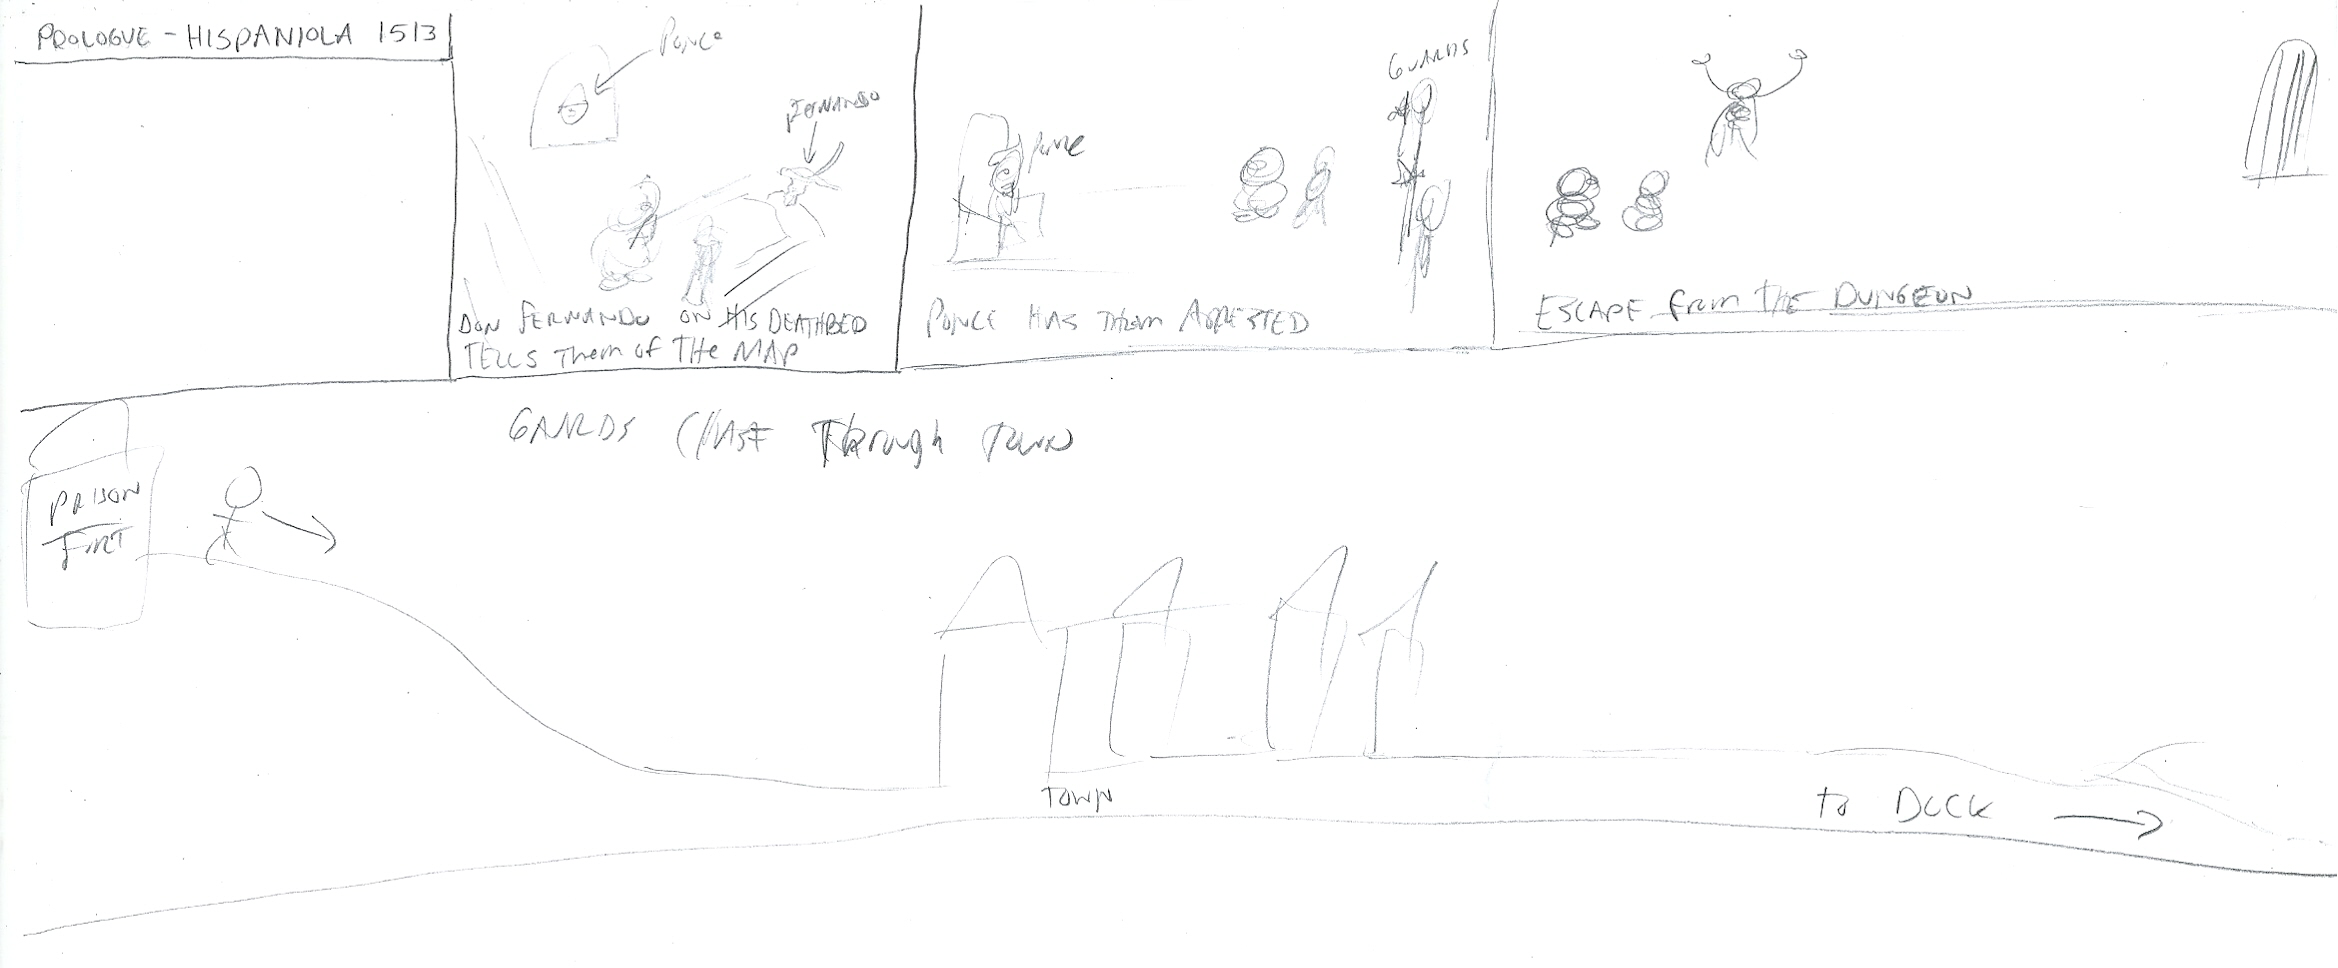 PROLOGUE - HISPANIOLA 1513
PONCE
FERNANDO
DON FERNANDO ON HIS DEATHBED
TELLS Them of THe MAP
GUARDS
PONCE
PONCE HAS THem ARRESTED
ESCAPE from THE DUNGEON
GAURDS CHASE Through TOWN
PRISON
FORT
TOWN
to DOCK